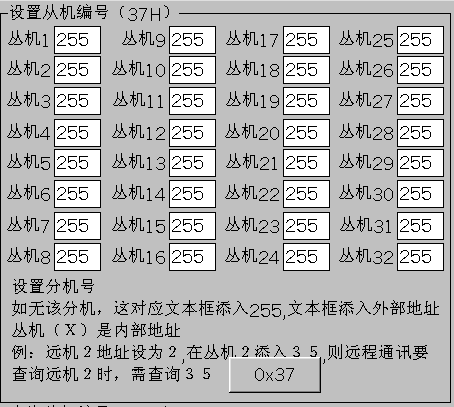 设置从机编号（37H）
丛机1 255 丛机9 255 丛机17 255 丛机25 255
丛机2 255 丛机10 255 丛机18 255 丛机26 255
丛机3 255 丛机11 255 丛机19 255 丛机27 255
丛机4 255 丛机12 255 丛机20 255 丛机28 255
丛机5 255 丛机13 255 丛机21 255 丛机29 255
丛机6 255 丛机14 255 丛机22 255 丛机30 255
丛机7 255 丛机15 255 丛机23 255 丛机31 255
丛机8 255 丛机16 255 丛机24 255 丛机32 255
设置分机号
如无该分机，这对应文本框添入255,文本框添入外部地址
丛机（X）是内部地址
例：远机２地址设为２,在丛机２添入３５,则远程通讯要
查询远机２时，需查询３５ 0x37